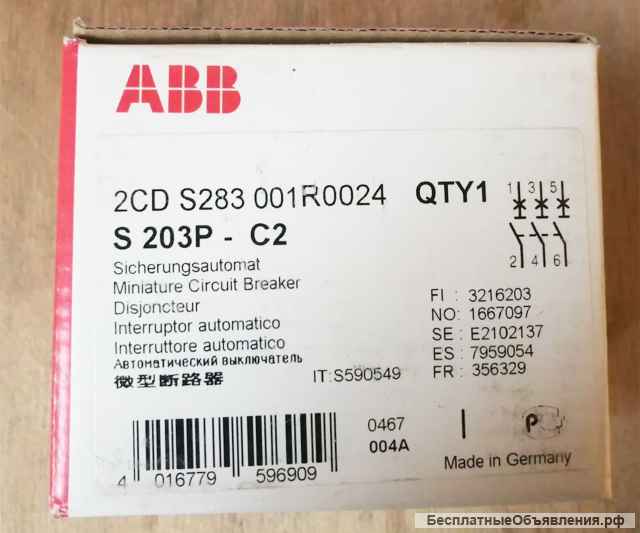 ABB
2CD S283 001R0024 QTY1
S 203P - C2
1 3 5
2 4 6
Sicherungsautomat
Miniature Circuit Breaker
Disjoncteur
Interruptor automatico
Interruttore automatico
Автоматический выключатель
微型断路器
IT:S590549
FI : 3216203
NO: 1667097
SE : E2102137
ES : 7959054
FR : 356329
0467
004A
4 016779 596909
Made in Germany
БесплатныеОбъявления.рф